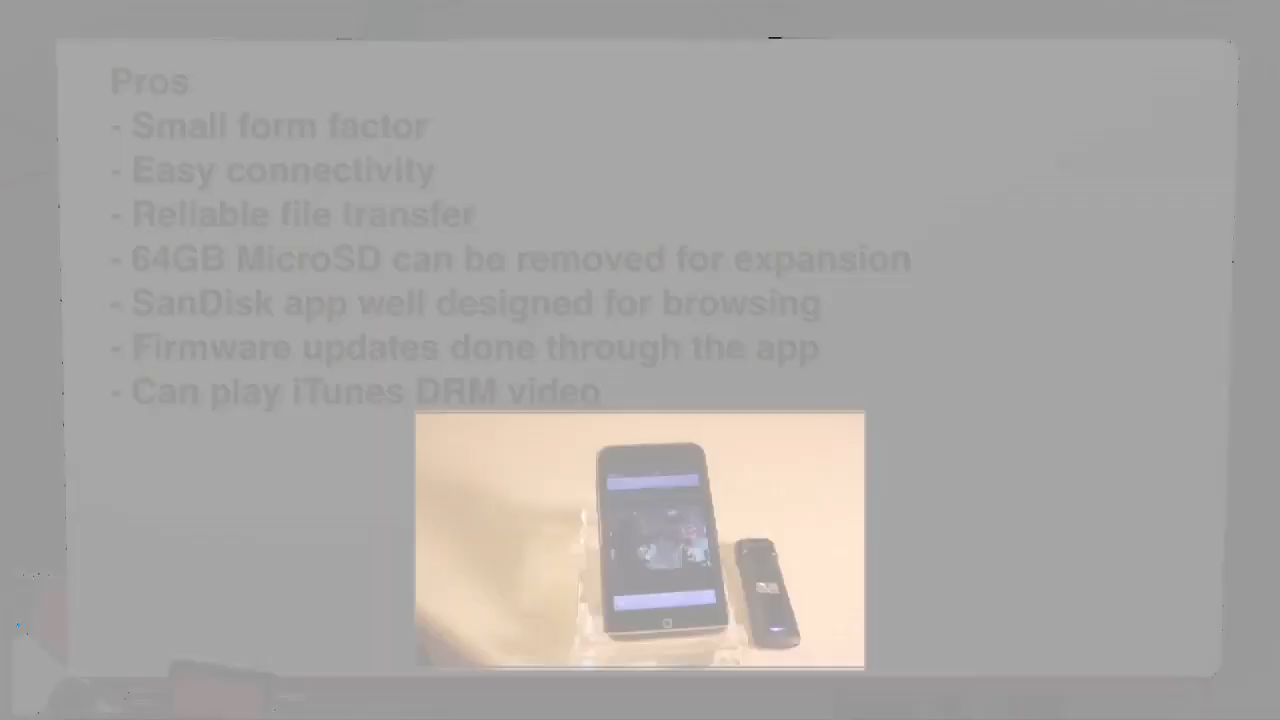 Pros
- Small form factor
- Easy connectivity
- Reliable file transfer
- 64GB MicroSD can be removed for expansion
- SanDisk app well designed for browsing
- Firmware updates done through the app
- Can play iTunes DRM video